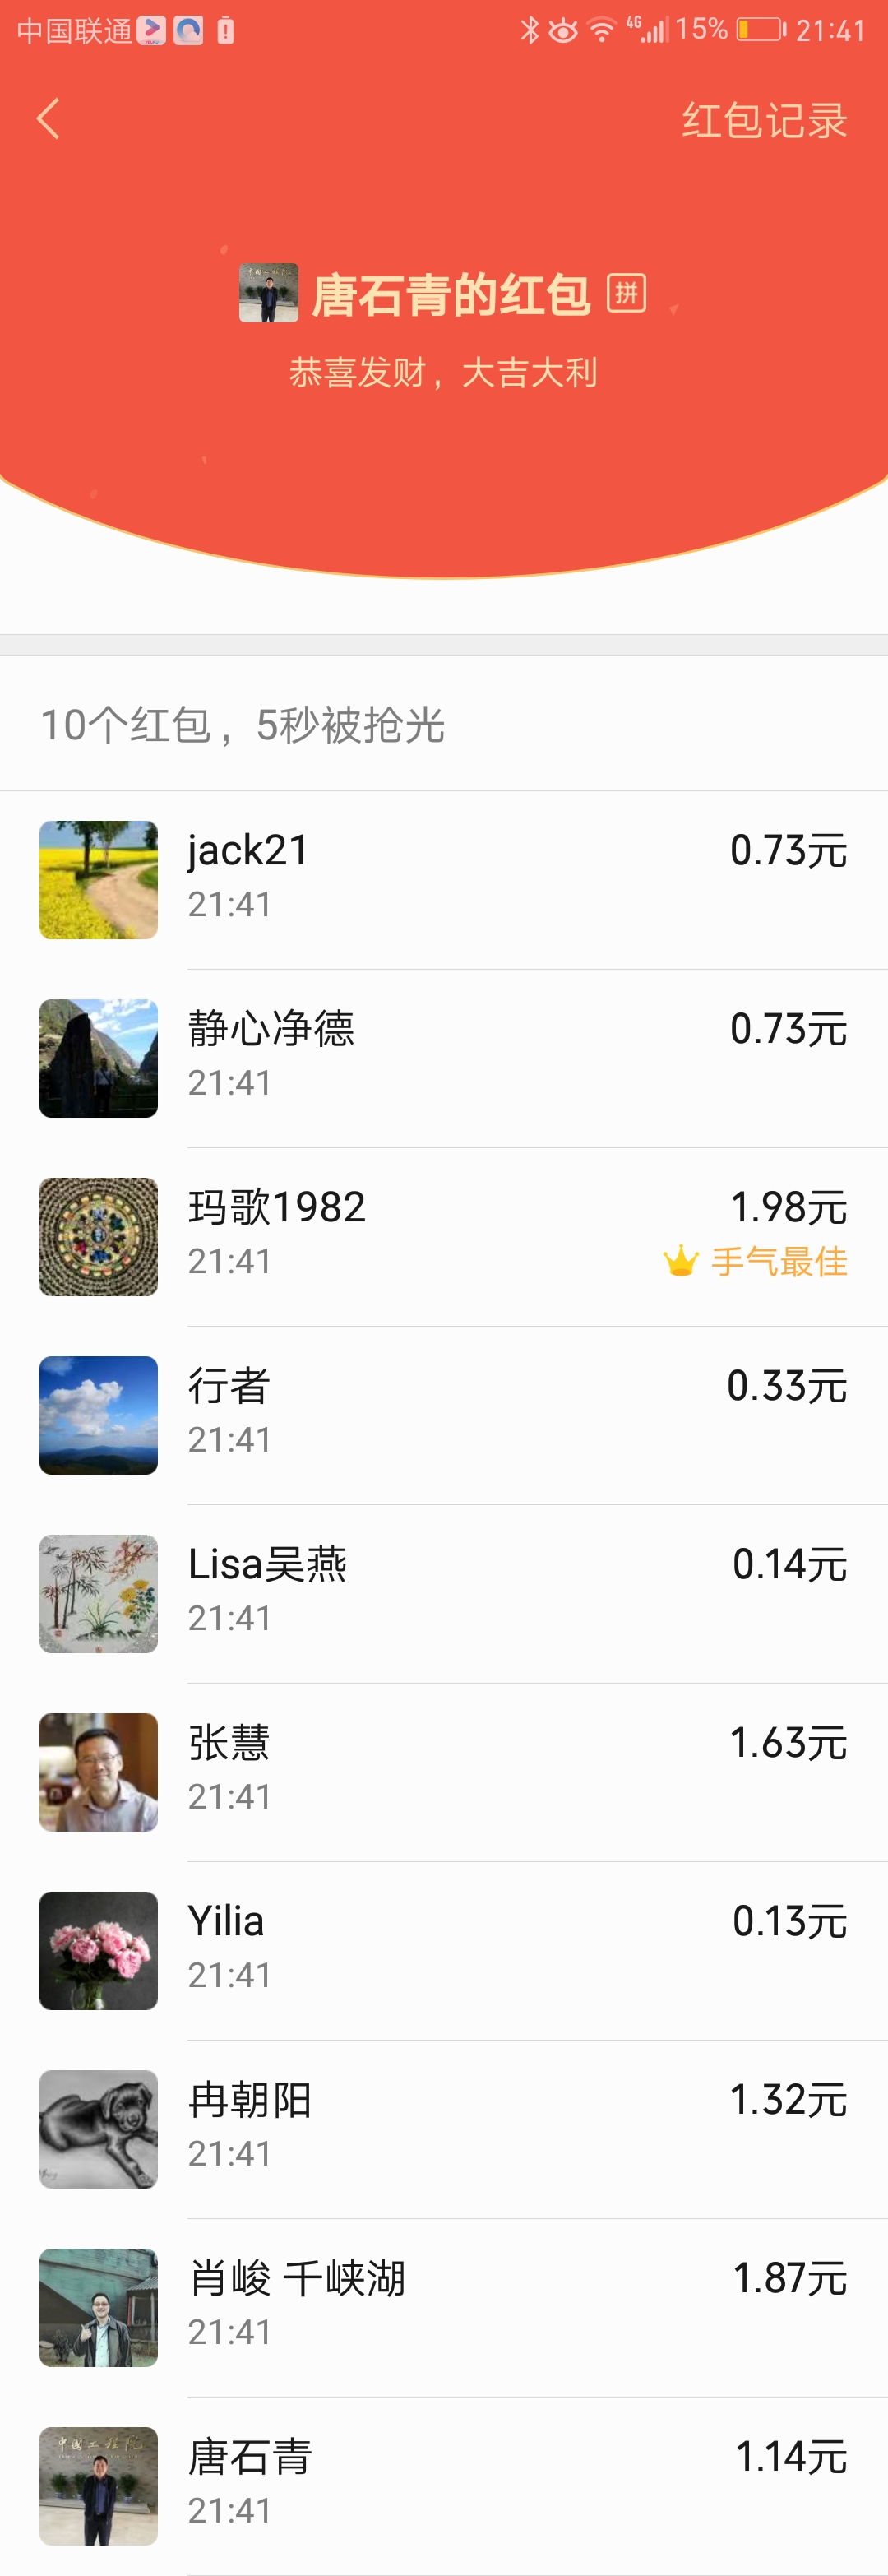 中国联通 4G 15% 21:41
红包记录
唐石青的红包 拼
恭喜发财，大吉大利
10个红包，5秒被抢光
jack21 0.73元
21:41
静心净德 0.73元
21:41
玛歌1982 1.98元
21:41 手气最佳
行者 0.33元
21:41
Lisa吴燕 0.14元
21:41
张慧 1.63元
21:41
Yilia 0.13元
21:41
冉朝阳 1.32元
21:41
肖峻 千峡湖 1.87元
21:41
中国工程院
唐石青 1.14元
21:41